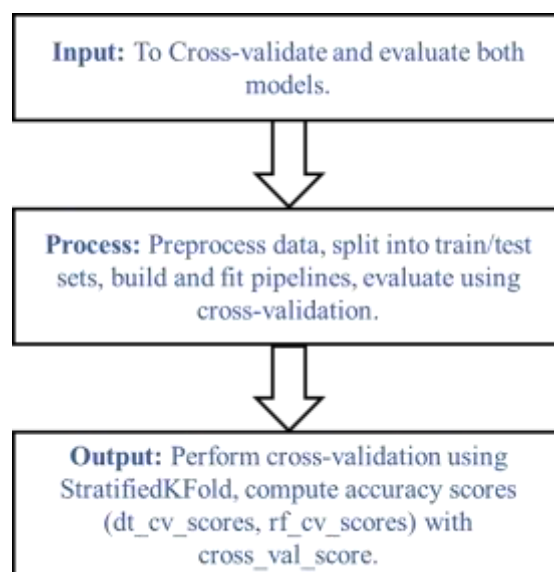 Input: To Cross-validate and evaluate both
models.
Process: Preprocess data, split into train/test
sets, build and fit pipelines, evaluate using
cross-validation.
Output: Perform cross-validation using
StratifiedKFold, compute accuracy scores
(dt_cv_scores, rf_cv_scores) with
cross_val_score.